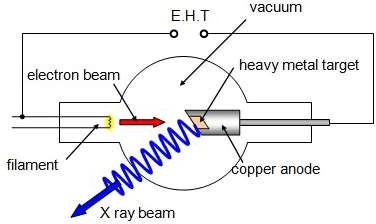 vacuum
E.H.T
heavy metal target
electron beam
filament
copper anode
X ray beam